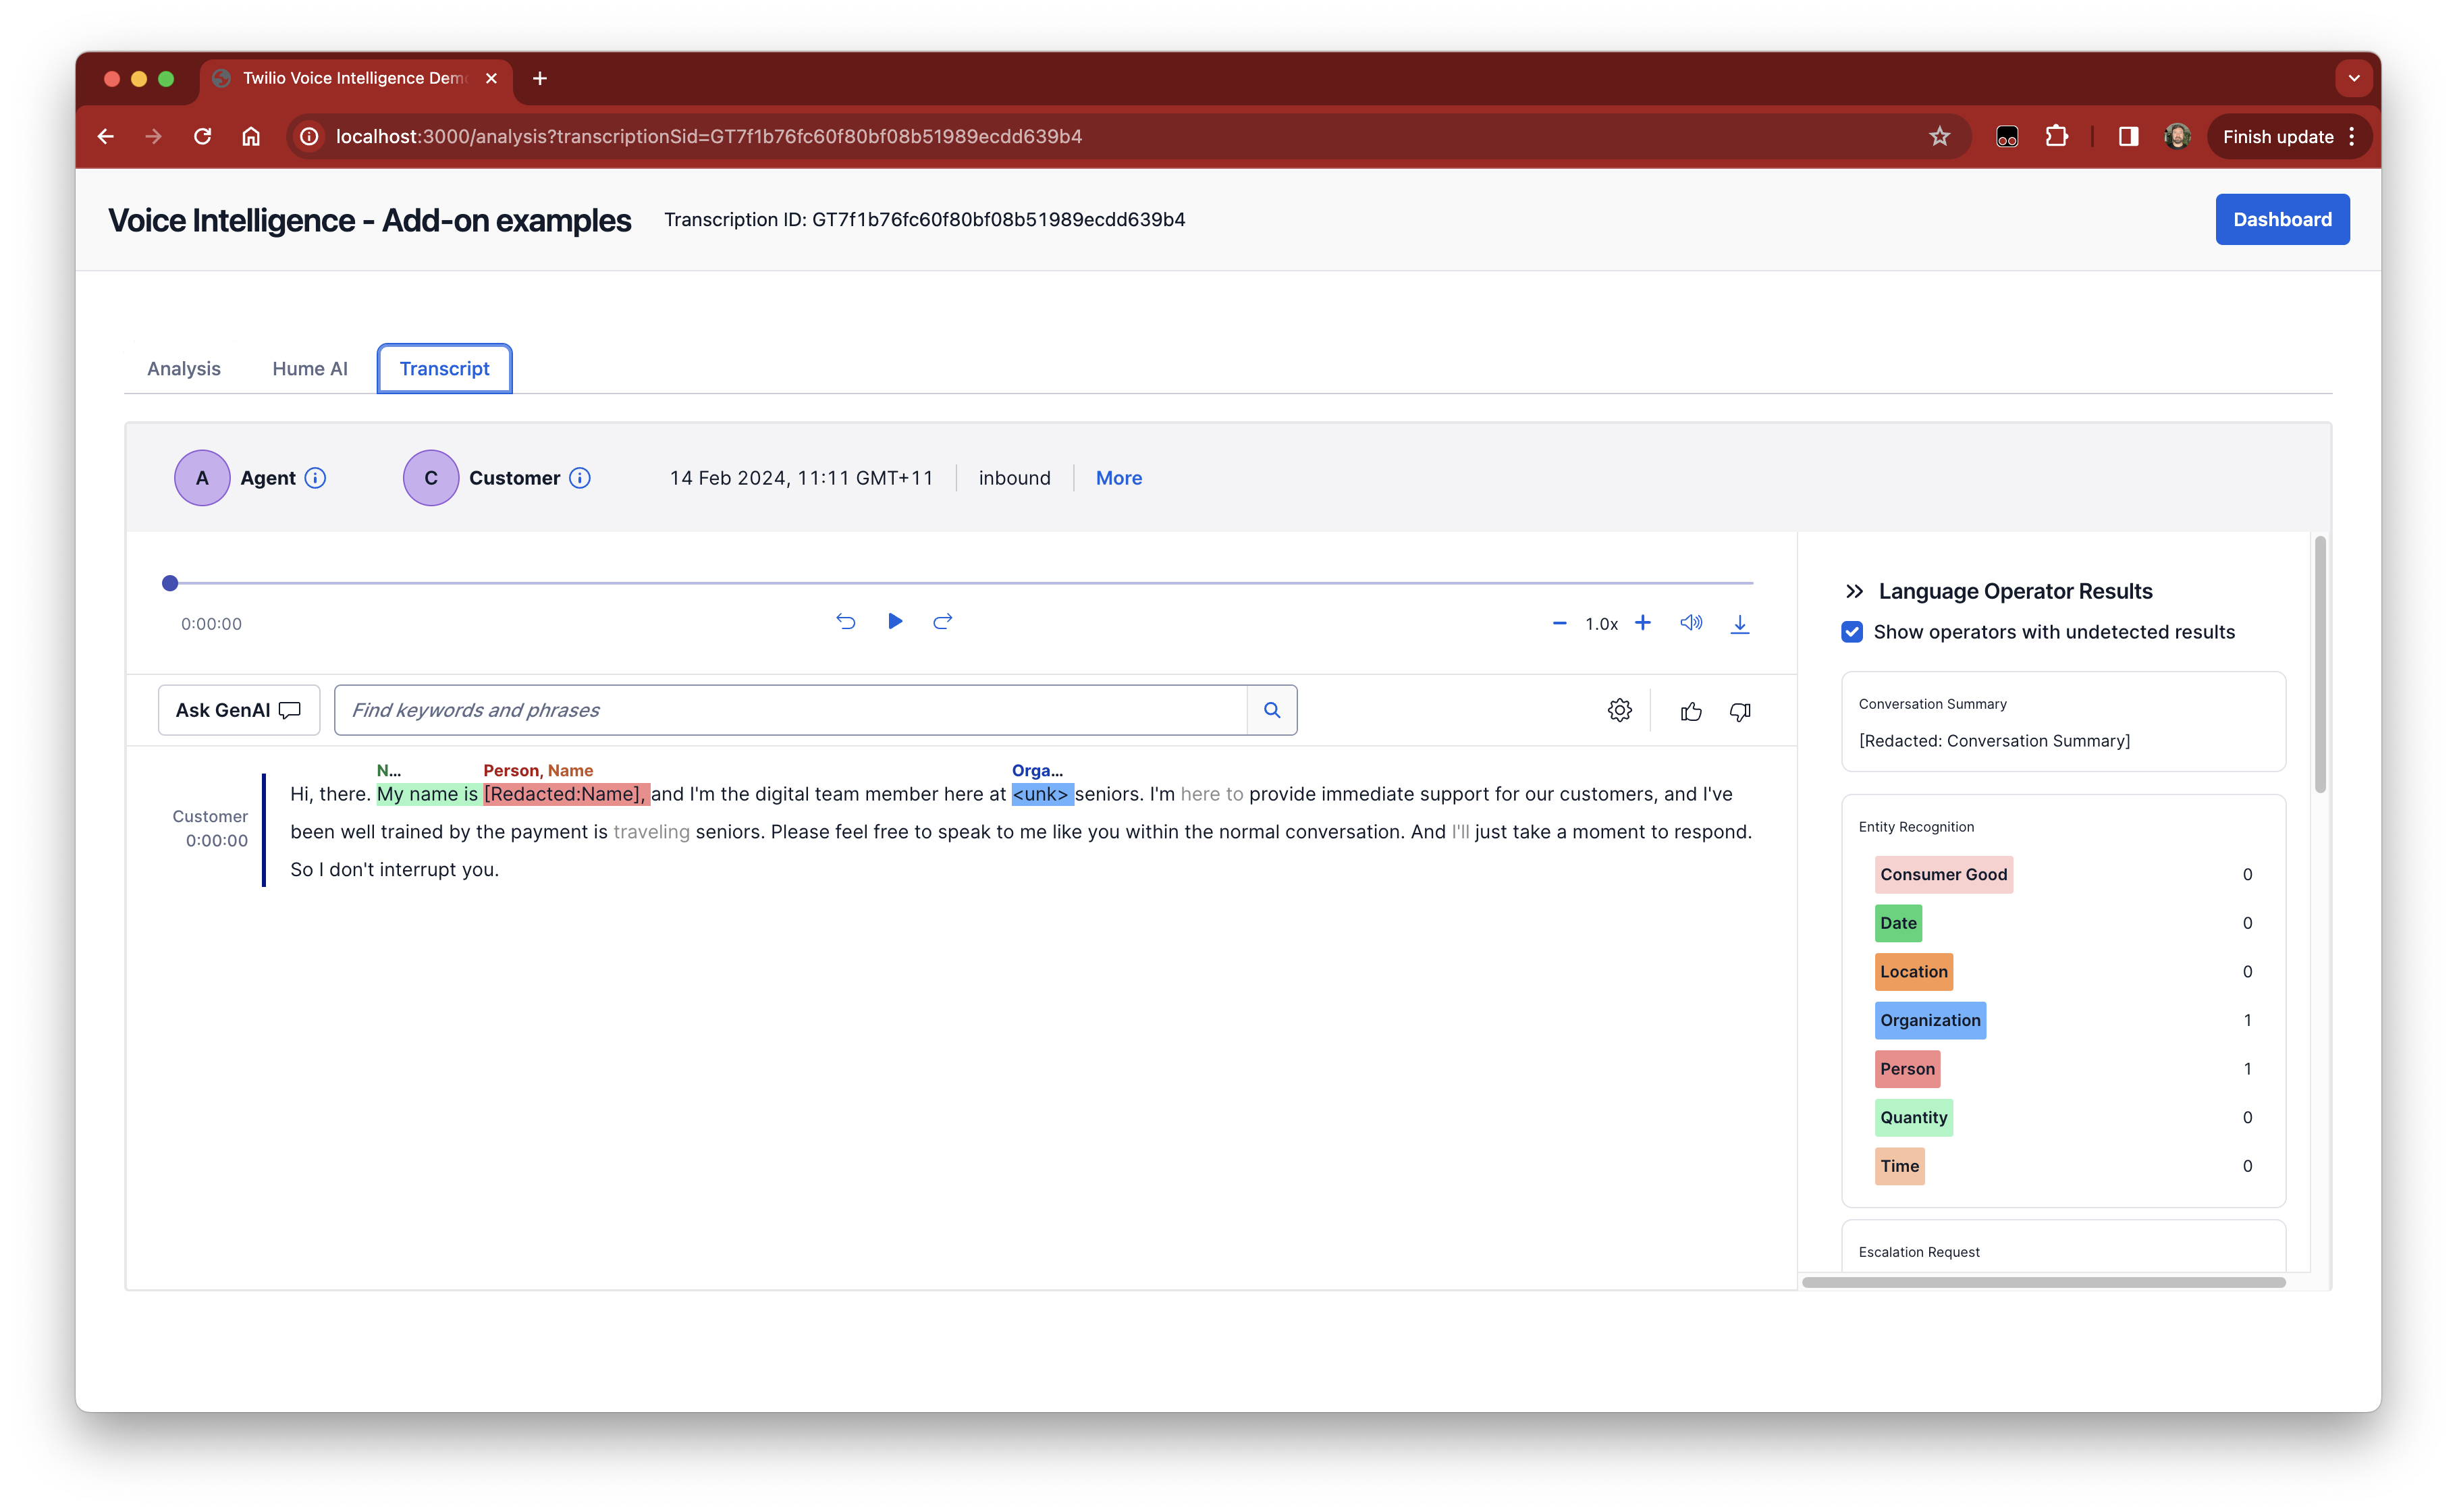 Twilio Voice Intelligence Dem
localhost:3000/analysis?transcriptionSid=GT7f1b76fc60f80bf08b51989ecdd639b4
Finish update
Voice Intelligence - Add-on examples
Transcription ID: GT7f1b76fc60f80bf08b51989ecdd639b4
Dashboard
Analysis
Hume AI
Transcript
A
Agent
C
Customer
14 Feb 2024, 11:11 GMT+11
inbound
More
0:00:00
1.0x
Ask GenAI
Find keywords and phrases
N...
Person, Name
Orga...
Customer
0:00:00
Hi, there. My name is [Redacted:Name], and I'm the digital team member here at <unk> seniors. I'm here to provide immediate support for our customers, and I've
been well trained by the payment is traveling seniors. Please feel free to speak to me like you within the normal conversation. And I'll just take a moment to respond.
So I don't interrupt you.
Language Operator Results
Show operators with undetected results
Conversation Summary
[Redacted: Conversation Summary]
Entity Recognition
Consumer Good 0
Date 0
Location 0
Organization 1
Person 1
Quantity 0
Time 0
Escalation Request